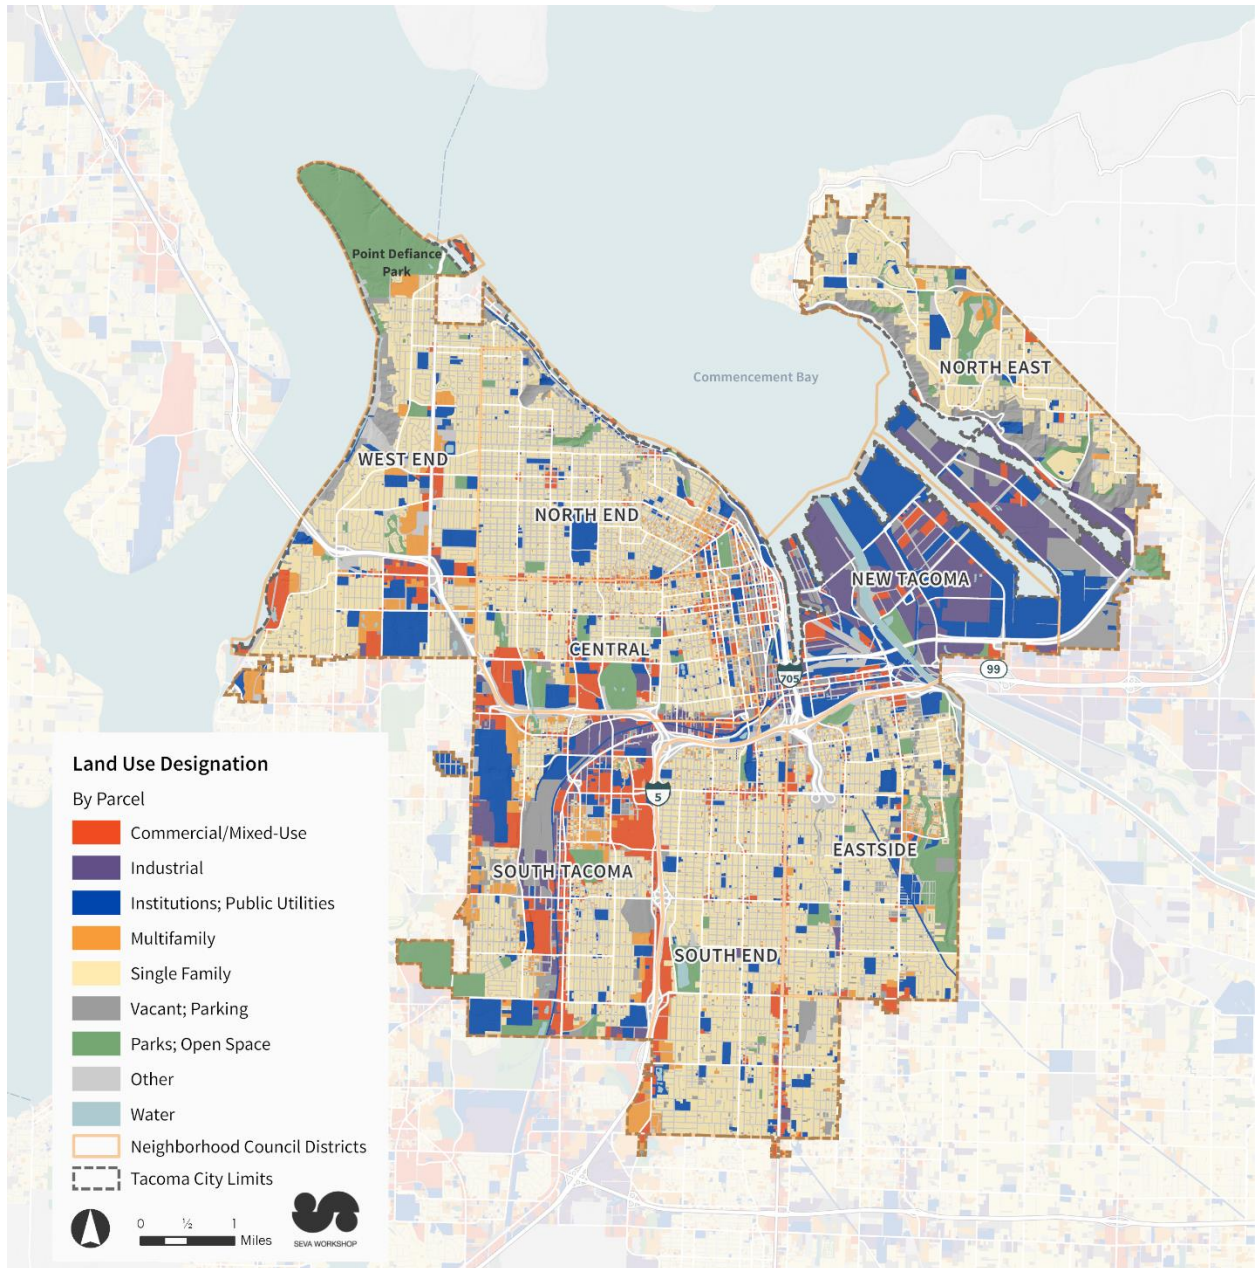 Point Defiance
Park
Commencement Bay
NORTH EAST
WEST END
NORTH END
NEW TACOMA
CENTRAL
705
99
5
EASTSIDE
SOUTH TACOMA
SOUTH END
Land Use Designation
By Parcel
Commercial/Mixed-Use
Industrial
Institutions; Public Utilities
Multifamily
Single Family
Vacant; Parking
Parks; Open Space
Other
Water
Neighborhood Council Districts
Tacoma City Limits
0 ½ 1
Miles
SEVA WORKSHOP